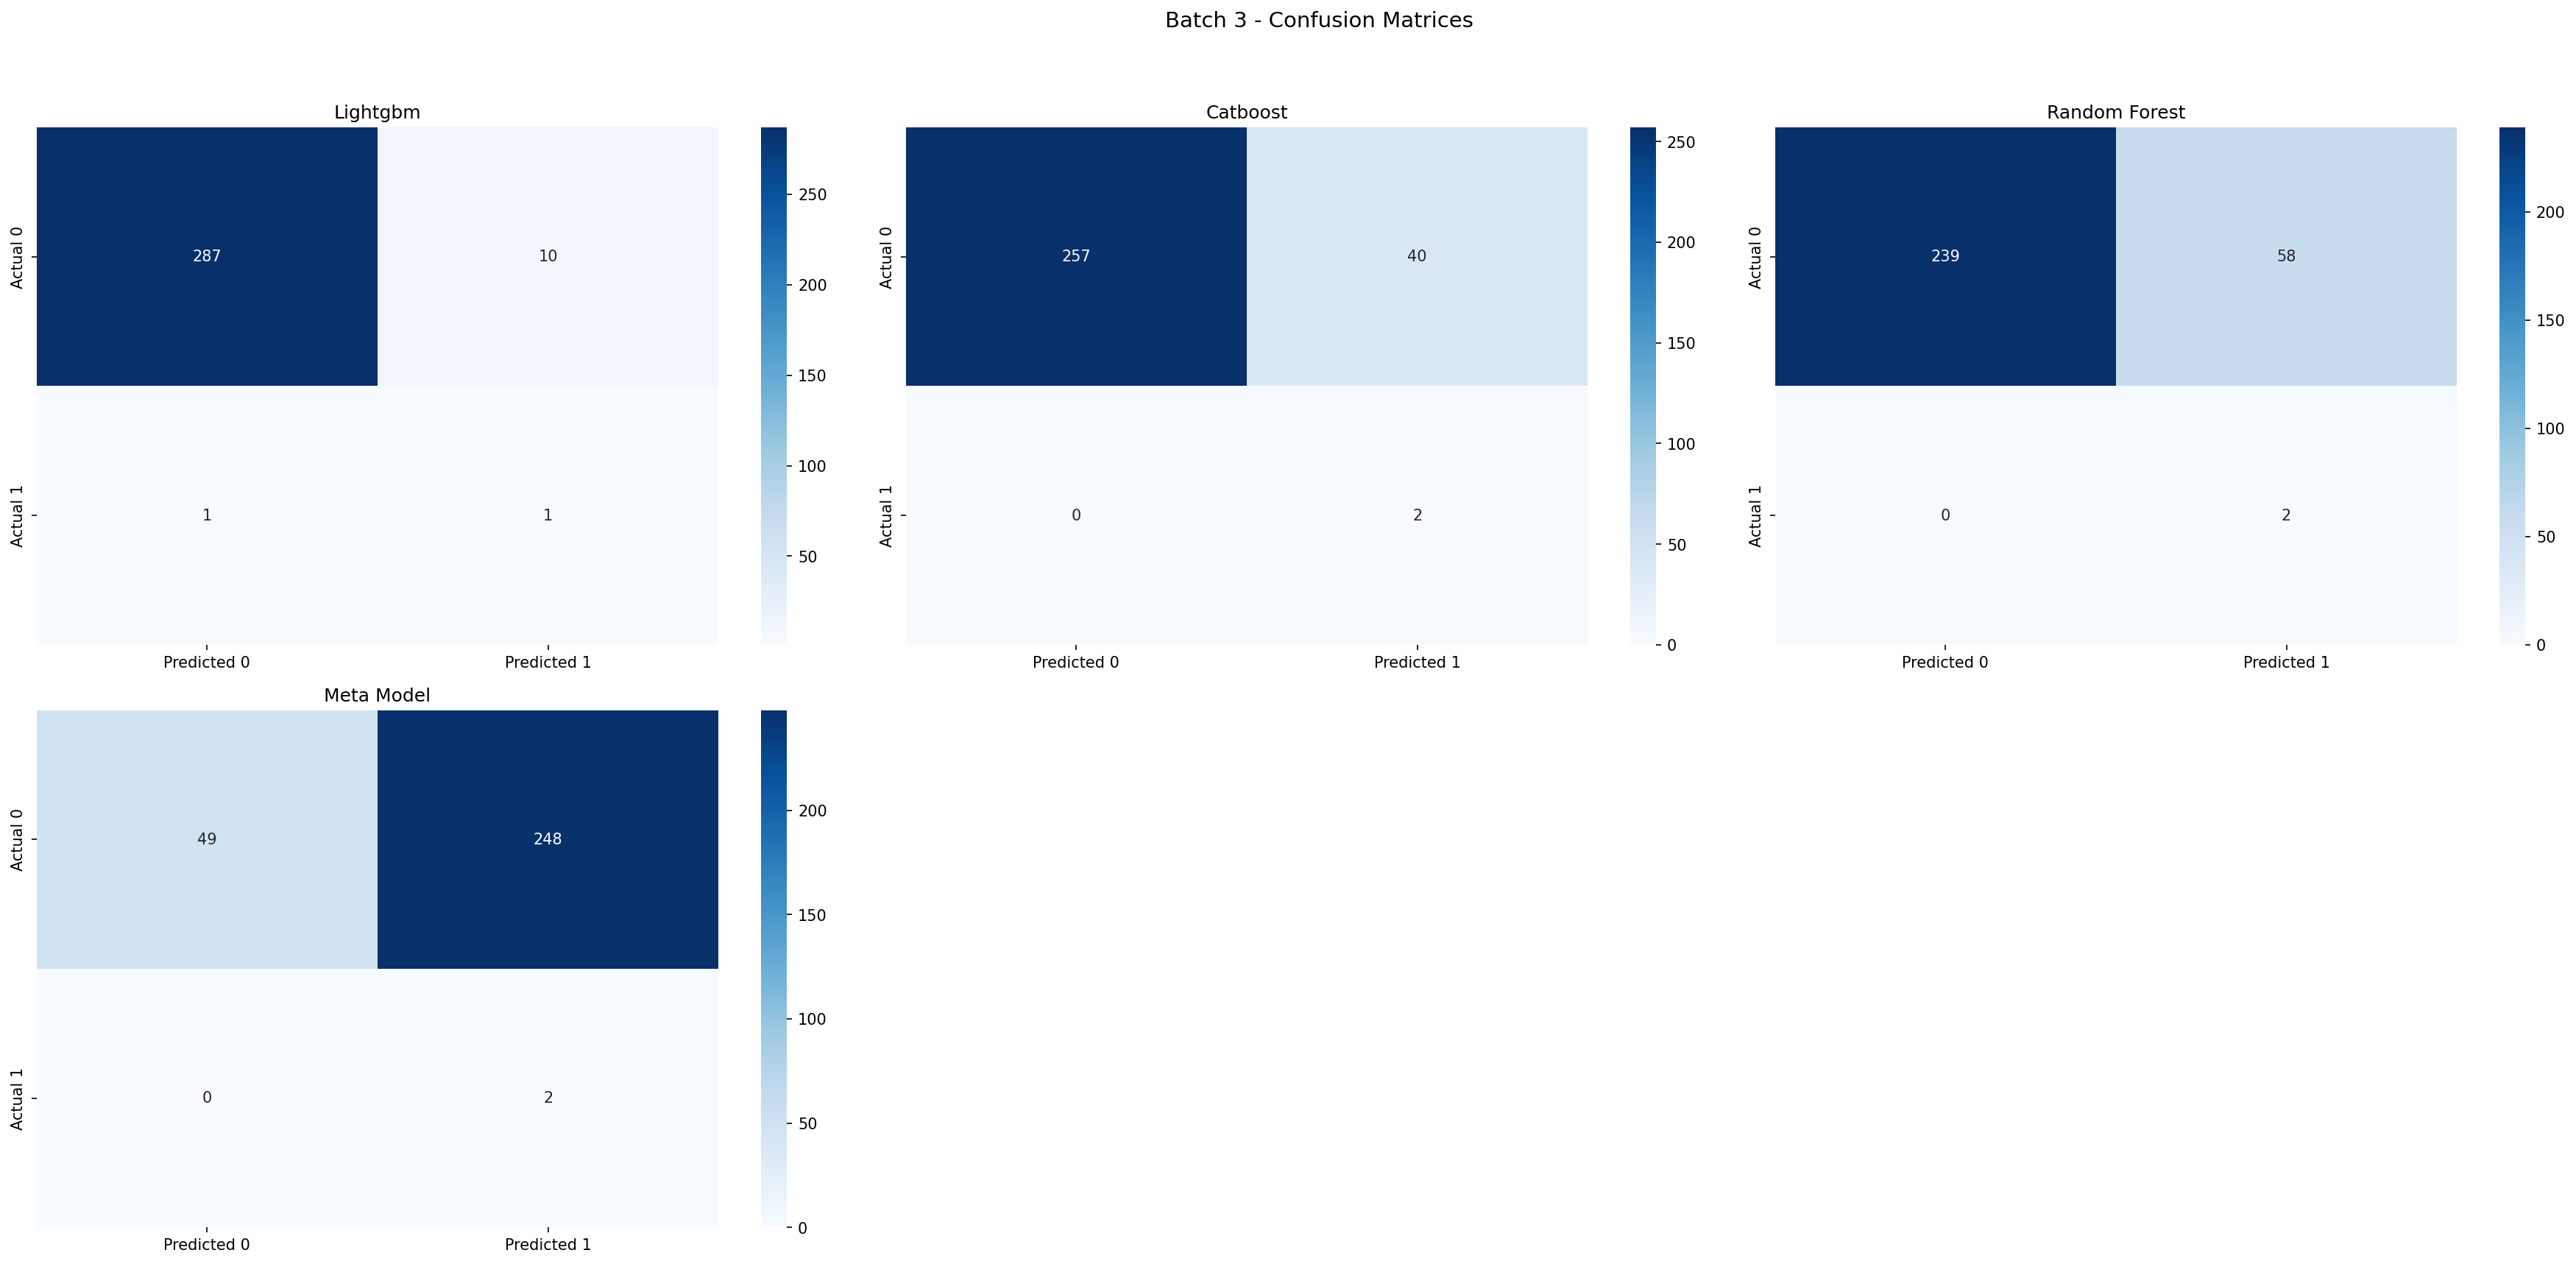 Batch 3 - Confusion Matrices
Lightgbm
Actual 0
Actual 1
287
10
1
1
Predicted 0
Predicted 1
250
200
150
100
50
Catboost
Actual 0
Actual 1
257
40
0
2
Predicted 0
Predicted 1
250
200
150
100
50
0
Random Forest
Actual 0
Actual 1
239
58
0
2
Predicted 0
Predicted 1
200
150
100
50
0
Meta Model
Actual 0
Actual 1
49
248
0
2
Predicted 0
Predicted 1
200
150
100
50
0